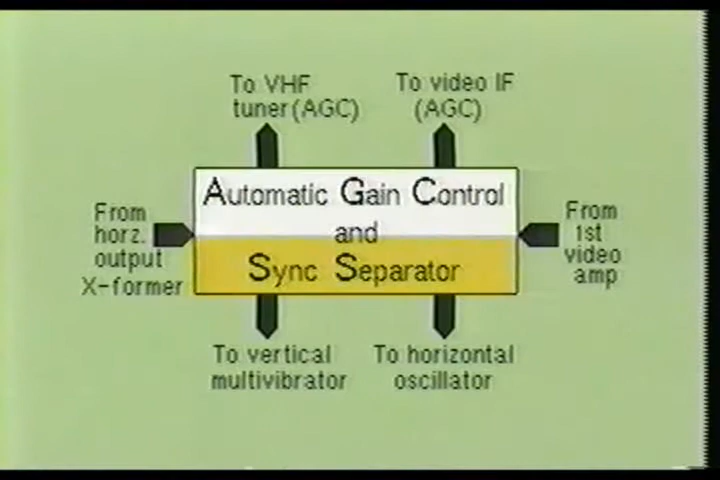 To VHF
tuner (AGC)
To video IF
(AGC)
Automatic Gain Control
and
Sync Separator
From
horz.
output
X-former
From
1st
video
amp
To vertical
multivibrator
To horizontal
oscillator